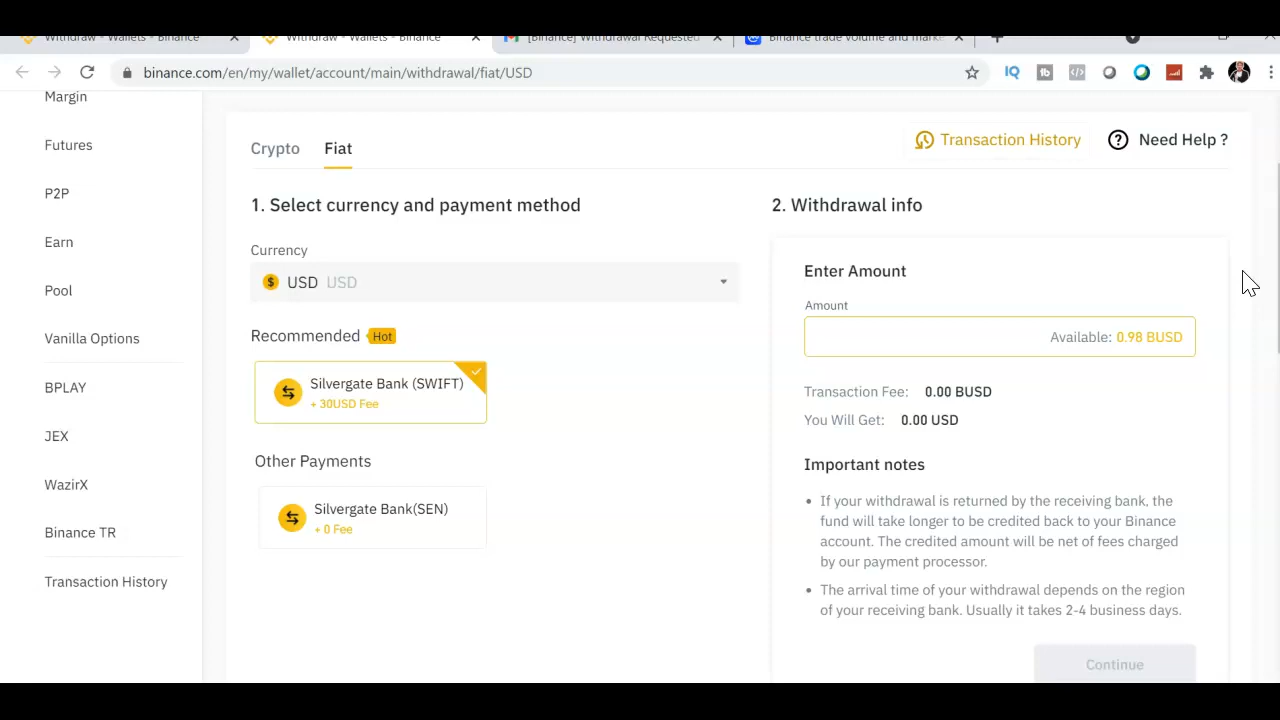 Withdraw - Wallets - Binance
Withdraw - Wallets - Binance
[Binance] Withdrawal Requested
Binance trade volume and marke
binance.com/en/my/wallet/account/main/withdrawal/fiat/USD
IQ
tb
Margin
Futures
P2P
Earn
Pool
Vanilla Options
BPLAY
JEX
WazirX
Binance TR
Transaction History
Crypto
Fiat
Transaction History
Need Help ?
1. Select currency and payment method
Currency
USD USD
Recommended Hot
Silvergate Bank (SWIFT)
+ 30USD Fee
Other Payments
Silvergate Bank(SEN)
+ 0 Fee
2. Withdrawal info
Enter Amount
Amount
Available: 0.98 BUSD
Transaction Fee: 0.00 BUSD
You Will Get: 0.00 USD
Important notes
• If your withdrawal is returned by the receiving bank, the
fund will take longer to be credited back to your Binance
account. The credited amount will be net of fees charged
by our payment processor.
• The arrival time of your withdrawal depends on the region
of your receiving bank. Usually it takes 2-4 business days.
Continue